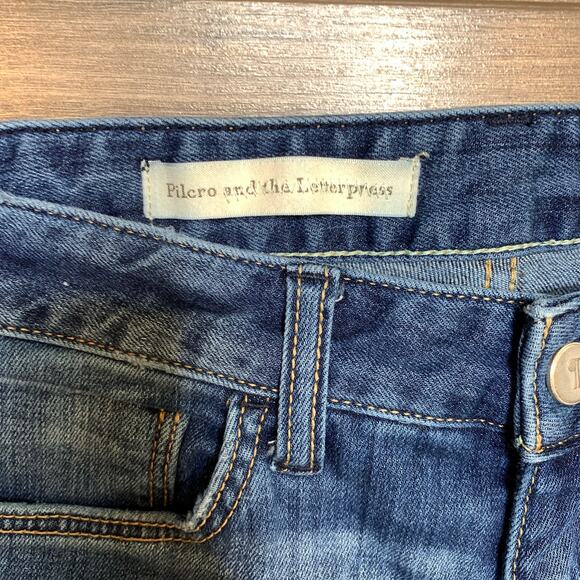 Pilcro and the Letterpress